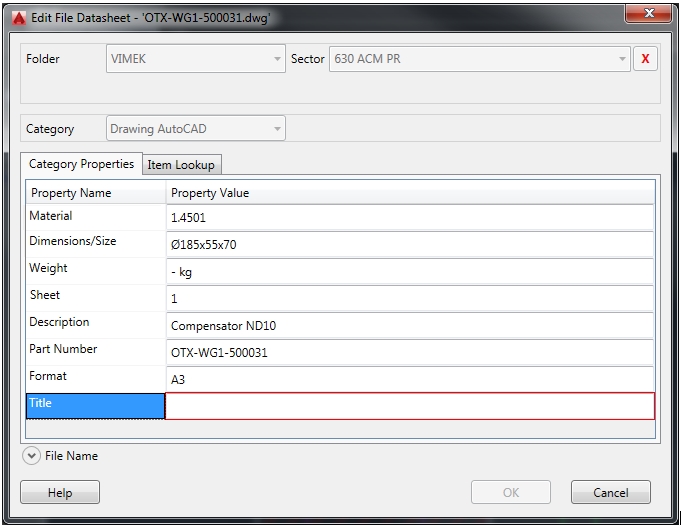 Edit File Datasheet - 'OTX-WG1-500031.dwg'
Folder VIMEK Sector 630 ACM PR X
Category Drawing AutoCAD
Category Properties Item Lookup
Property Name Property Value
Material 1.4501
Dimensions/Size Ø185x55x70
Weight - kg
Sheet 1
Description Compensator ND10
Part Number OTX-WG1-500031
Format A3
Title
File Name
Help OK Cancel